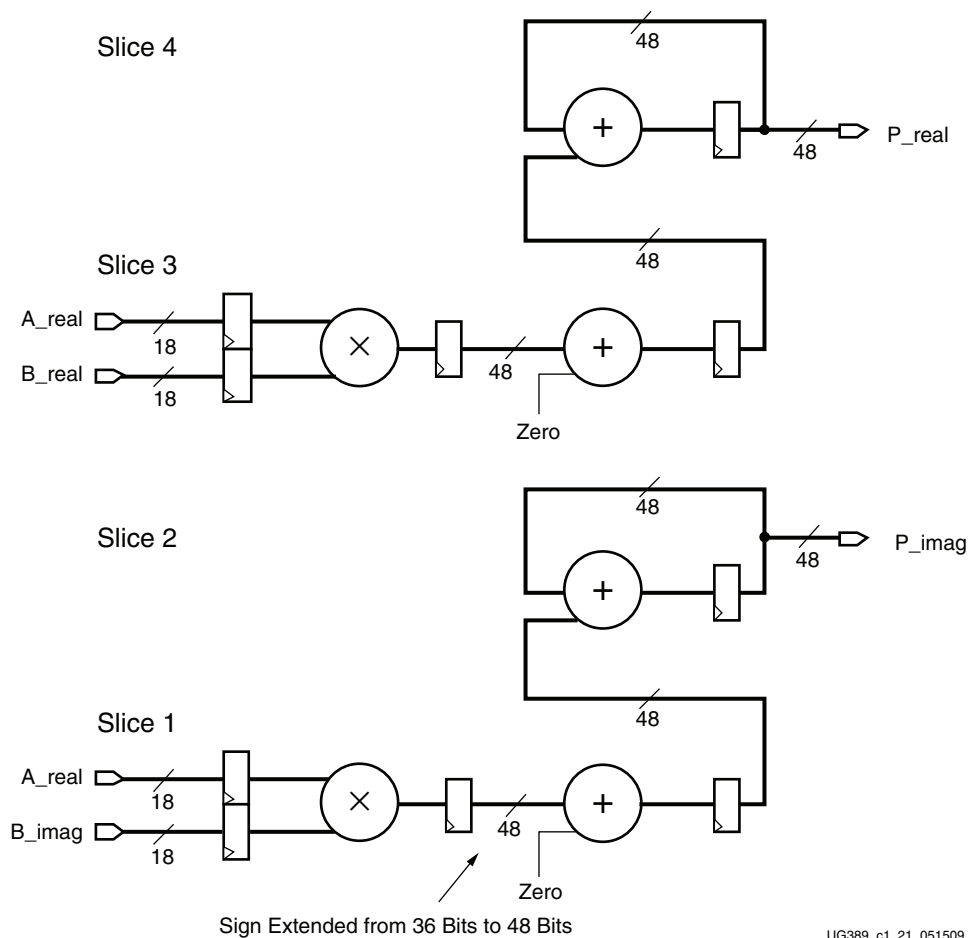 Slice 4
48
+
P_real
48
48
Slice 3
A_real
18
×
48
+
B_real
18
Zero
48
Slice 2
+
48
P_imag
48
Slice 1
A_real
18
×
48
+
B_imag
18
Zero
Sign Extended from 36 Bits to 48 Bits
UG389_c1_21_051509